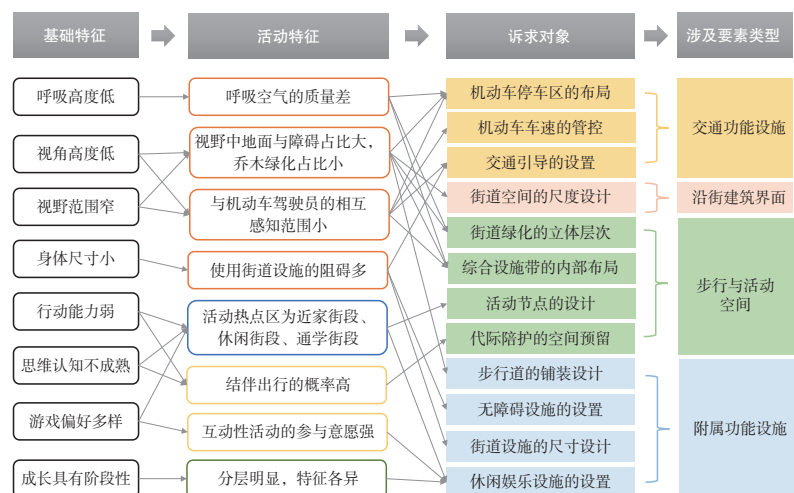 基础特征
活动特征
诉求对象
涉及要素类型
呼吸高度低
视角高度低
视野范围窄
身体尺寸小
行动能力弱
思维认知不成熟
游戏偏好多样
成长具有阶段性
呼吸空气的质量差
视野中地面与障碍占比大，
乔木绿化占比小
与机动车驾驶员的相互
感知范围小
使用街道设施的阻碍多
活动热点区为近家街段、
休闲街段、通学街段
结伴出行的概率高
互动性活动的参与意愿强
分层明显，特征各异
机动车停车区的布局
机动车车速的管控
交通引导的设置
街道空间的尺度设计
街道绿化的立体层次
综合设施带的内部布局
活动节点的设计
代际陪护的空间预留
步行道的铺装设计
无障碍设施的设置
街道设施的尺寸设计
休闲娱乐设施的设置
交通功能设施
沿街建筑界面
步行与活动
空间
附属功能设施